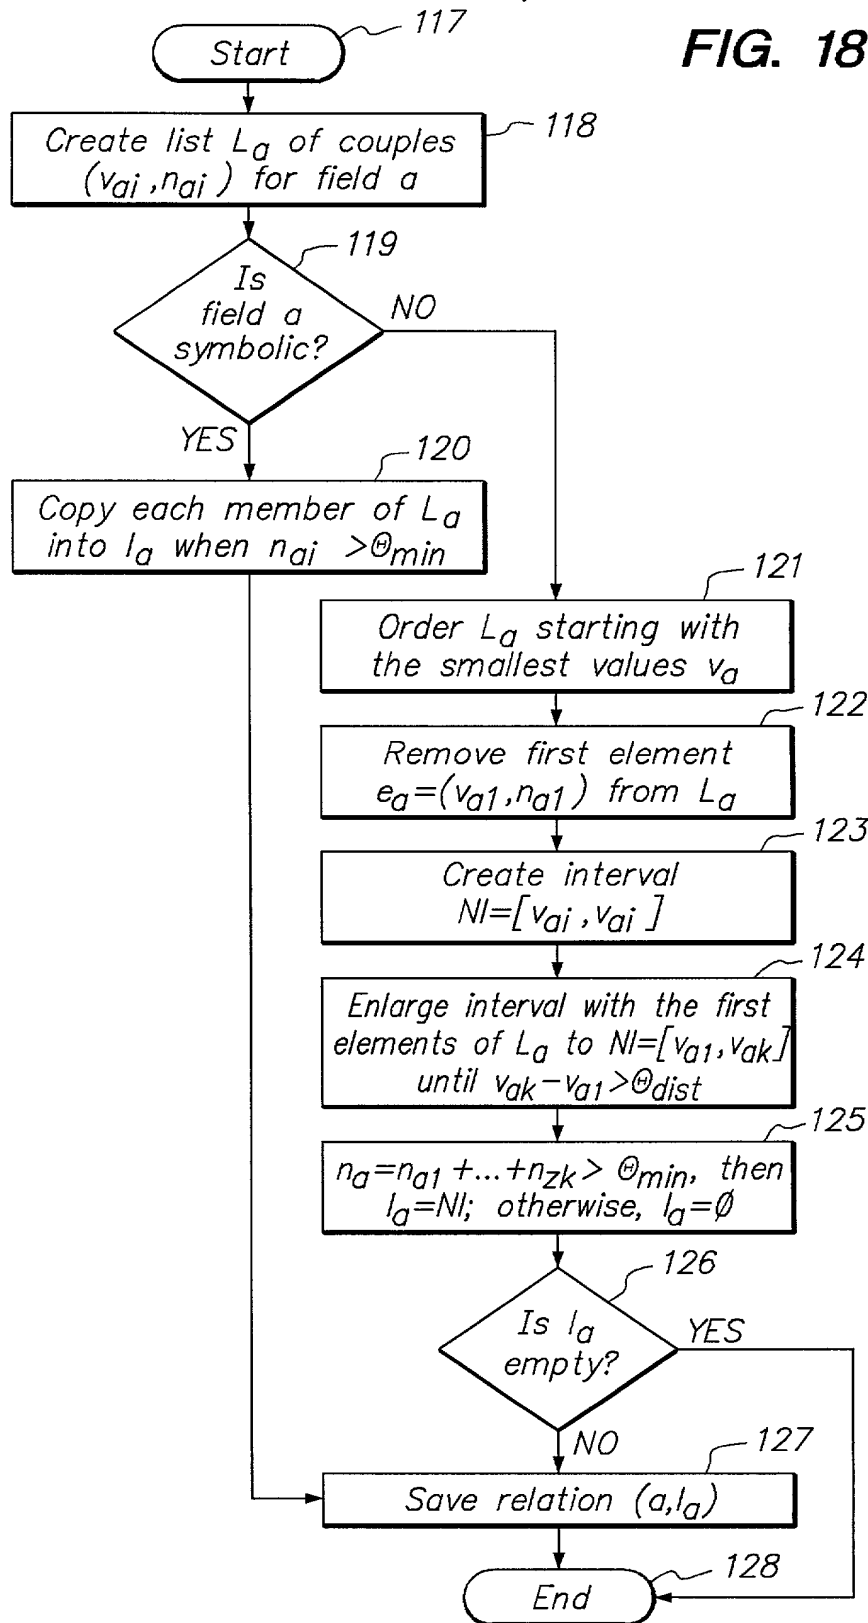 117
FIG. 18
Start
118
Create list Lₐ of couples
(vₐᵢ ,nₐᵢ ) for field a
119
Is
field a
symbolic?
NO
YES
120
Copy each member of Lₐ
into Iₐ when nₐᵢ >Θmin
121
Order Lₐ starting with
the smallest values vₐ
122
Remove first element
eₐ=(vₐ₁,nₐ₁) from Lₐ
123
Create interval
NI=[vₐᵢ ,vₐᵢ ]
124
Enlarge interval with the first
elements of Lₐ to NI=[vₐ₁,vₐₖ]
until vₐₖ–vₐ₁>Θdist
125
nₐ=nₐ₁+...+nzk> Θmin, then
Iₐ=NI; otherwise, Iₐ=∅
126
Is Iₐ
empty?
YES
NO
127
Save relation (a,Iₐ)
128
End